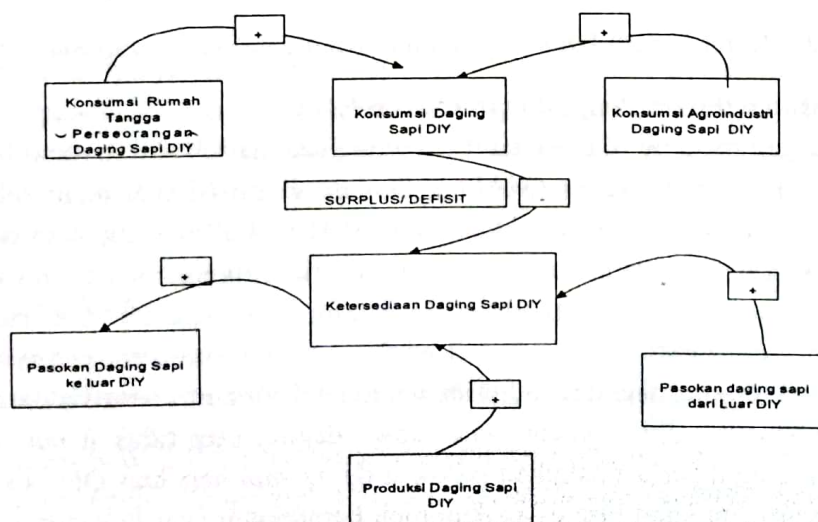 +
+
Konsumsi Rumah
Tangga
Perseorangan
Daging Sapi DIY
Konsumsi Daging
Sapi DIY
Konsumsi Agroindustri
Daging Sapi DIY
SURPLUS/ DEFISIT
-
+
Ketersediaan Daging Sapi DIY
+
Pasokan Daging Sapi
ke luar DIY
Pasokan daging sapi
dari Luar DIY
+
Produksi Daging Sapi
DIY